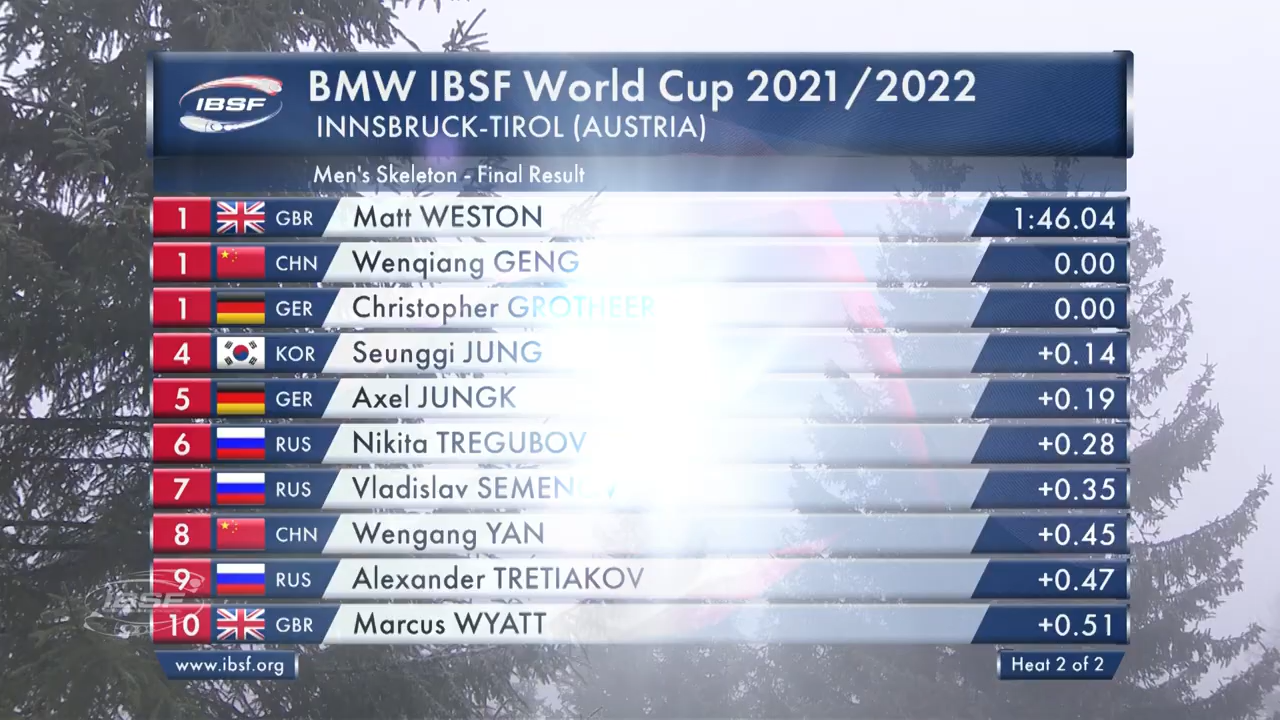 IBSF
BMW IBSF World Cup 2021/2022
INNSBRUCK-TIROL (AUSTRIA)
Men's Skeleton - Final Result
1 GBR Matt WESTON 1:46.04
1 CHN Wenqiang GENG 0.00
1 GER Christopher GROTHEER 0.00
4 KOR Seunggi JUNG +0.14
5 GER Axel JUNGK +0.19
6 RUS Nikita TREGUBOV +0.28
7 RUS Vladislav SEMENOV +0.35
8 CHN Wengang YAN +0.45
9 RUS Alexander TRETIAKOV +0.47
10 GBR Marcus WYATT +0.51
IBSF
www.ibsf.org
Heat 2 of 2